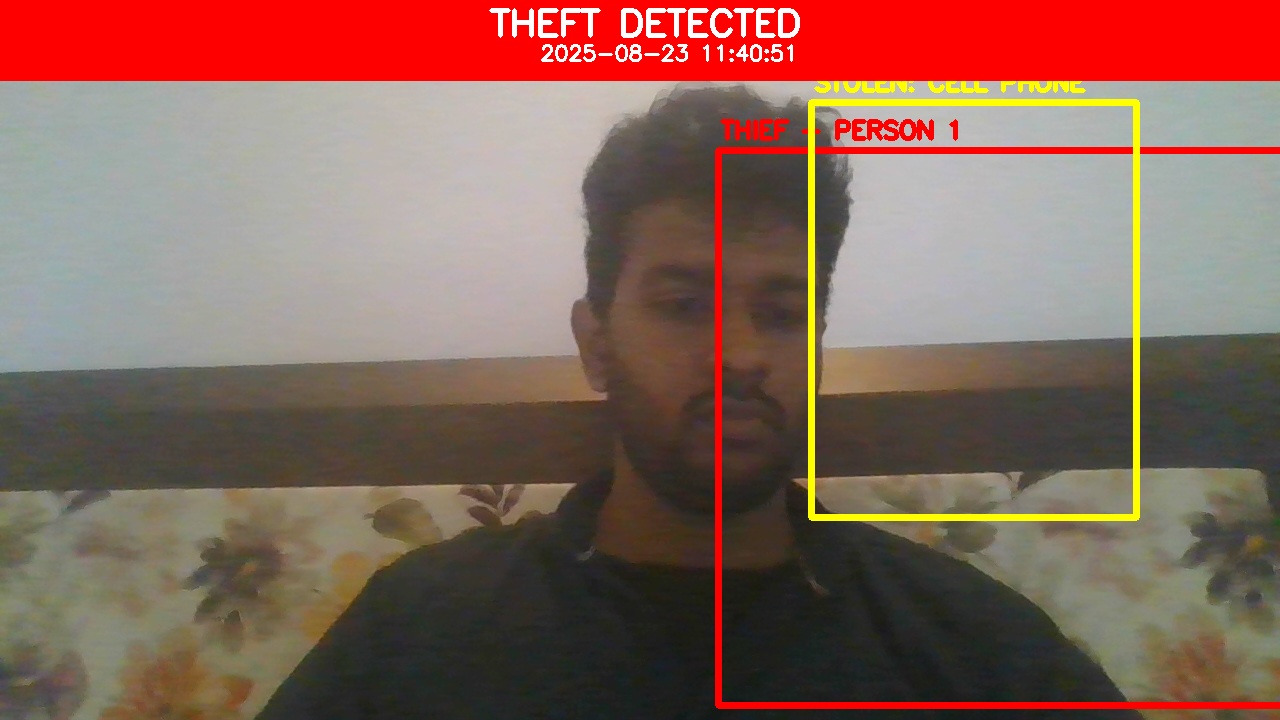 THEFT DETECTED
2025-08-23 11:40:51
STOLEN: CELL PHONE
THIEF -- PERSON 1